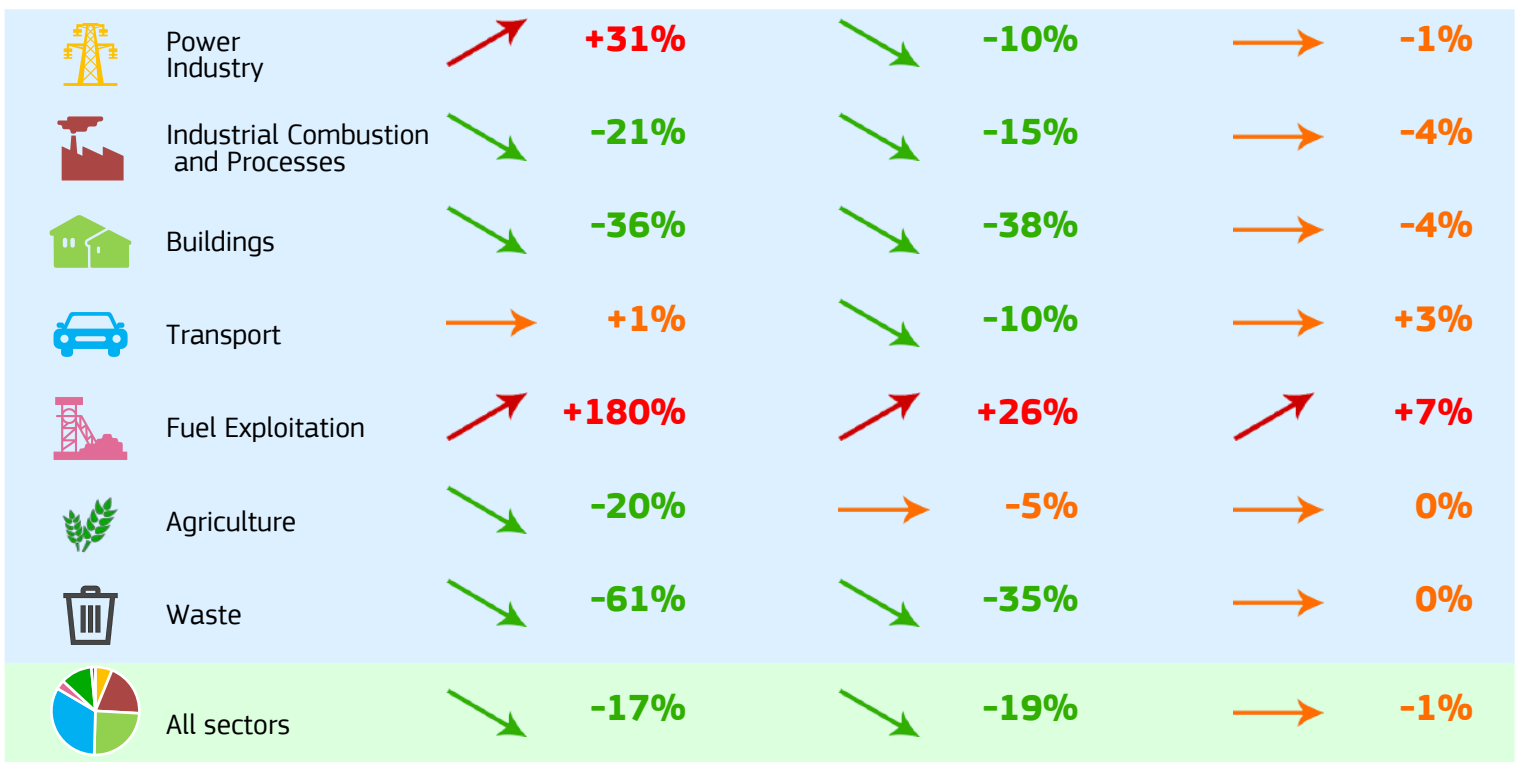 Power
Industry
+31%
-10%
-1%
Industrial Combustion
and Processes
-21%
-15%
-4%
Buildings
-36%
-38%
-4%
Transport
+1%
-10%
+3%
Fuel Exploitation
+180%
+26%
+7%
Agriculture
-20%
-5%
0%
Waste
-61%
-35%
0%
All sectors
-17%
-19%
-1%